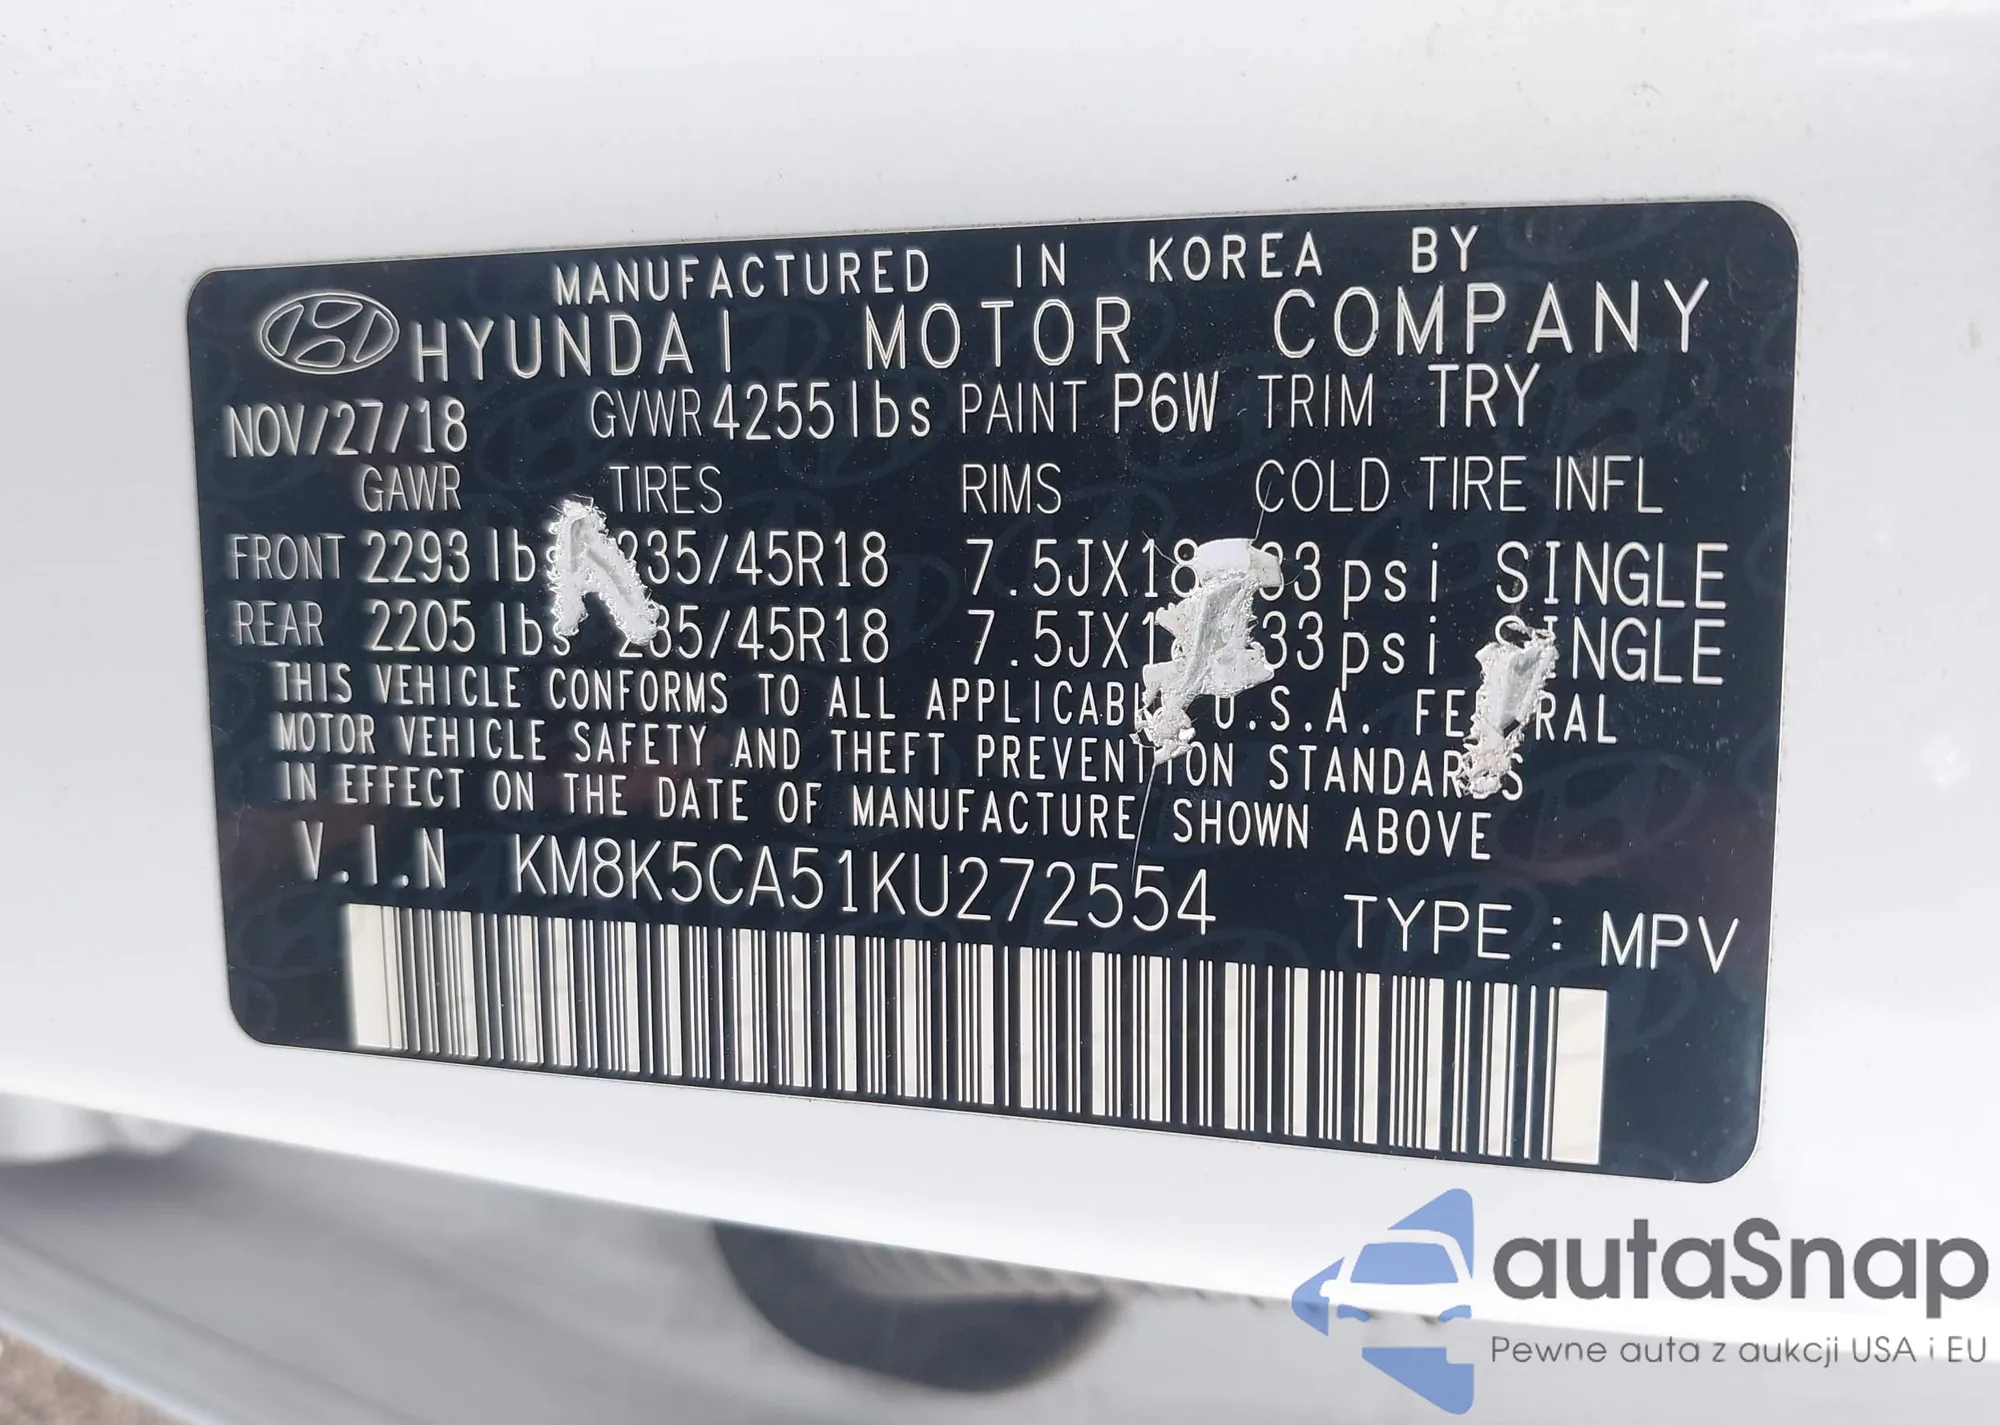 MANUFACTURED IN KOREA BY
HYUNDAI MOTOR COMPANY
NOV/27/18 GVWR 4255lbs PAINT P6W TRIM TRY
GAWR TIRES RIMS COLD TIRE INFL
FRONT 2293 lbs 235/45R18 7.5JX18 33psi SINGLE
REAR 2205 lbs 235/45R18 7.5JX1 33psi SINGLE
THIS VEHICLE CONFORMS TO ALL APPLICABLE U.S.A. FEDERAL
MOTOR VEHICLE SAFETY AND THEFT PREVENTION STANDARDS
IN EFFECT ON THE DATE OF MANUFACTURE SHOWN ABOVE
V.I.N KM8K5CA51KU272554
TYPE : MPV
autaSnap
Pewne auta z aukcji USA i EU